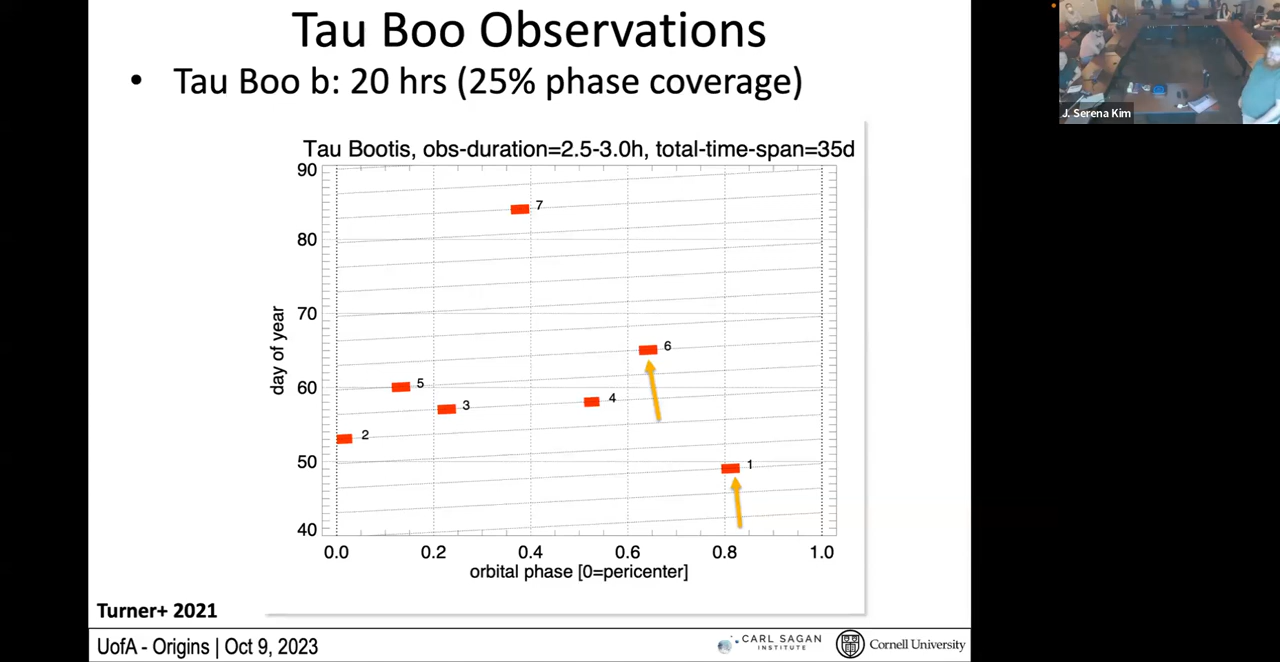 Tau Boo Observations
• Tau Boo b: 20 hrs (25% phase coverage)
Tau Bootis, obs-duration=2.5-3.0h, total-time-span=35d
90
7
80
70
day of year
6
60
5
4
3
2
50
1
40
0.0 0.2 0.4 0.6 0.8 1.0
orbital phase [0=pericenter]
Turner+ 2021
UofA - Origins | Oct 9, 2023
CARL SAGAN
INSTITUTE
Cornell University
J. Serena Kim